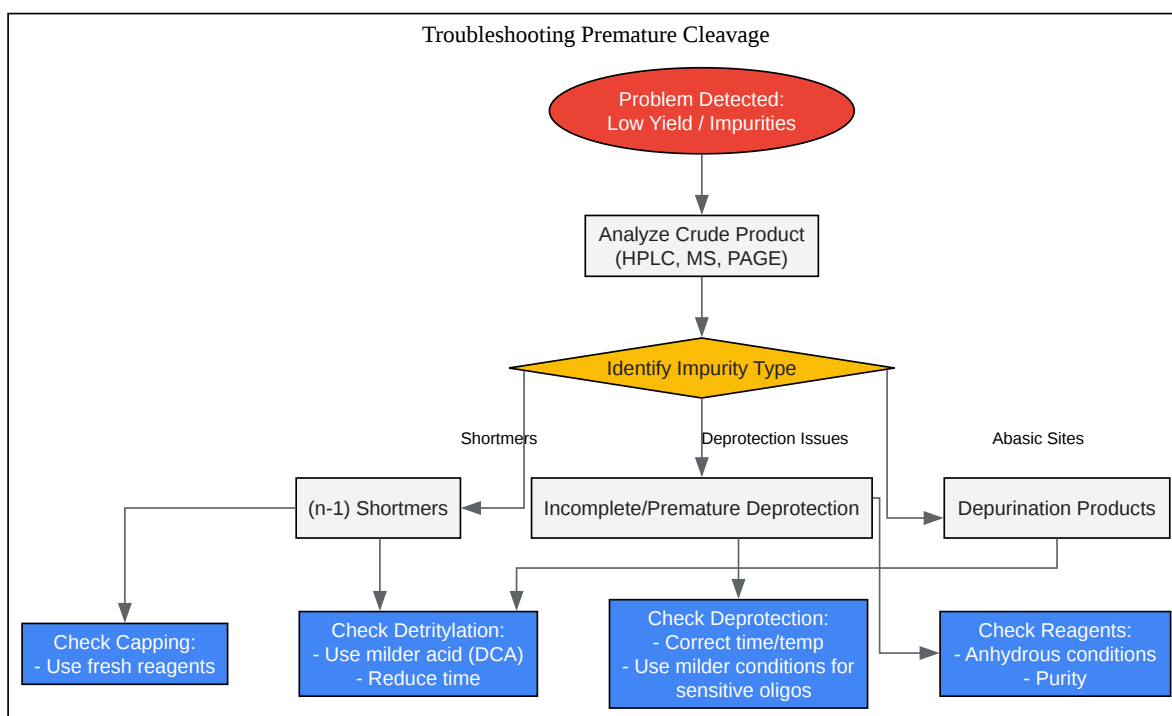 Troubleshooting Premature Cleavage
Problem Detected:
Low Yield / Impurities
Analyze Crude Product
(HPLC, MS, PAGE)
Identify Impurity Type
Shortmers
Deprotection Issues
Abasic Sites
(n-1) Shortmers
Incomplete/Premature Deprotection
Depurination Products
Check Capping:
- Use fresh reagents
Check Detritylation:
- Use milder acid (DCA)
- Reduce time
Check Deprotection:
- Correct time/temp
- Use milder conditions for
sensitive oligos
Check Reagents:
- Anhydrous conditions
- Purity